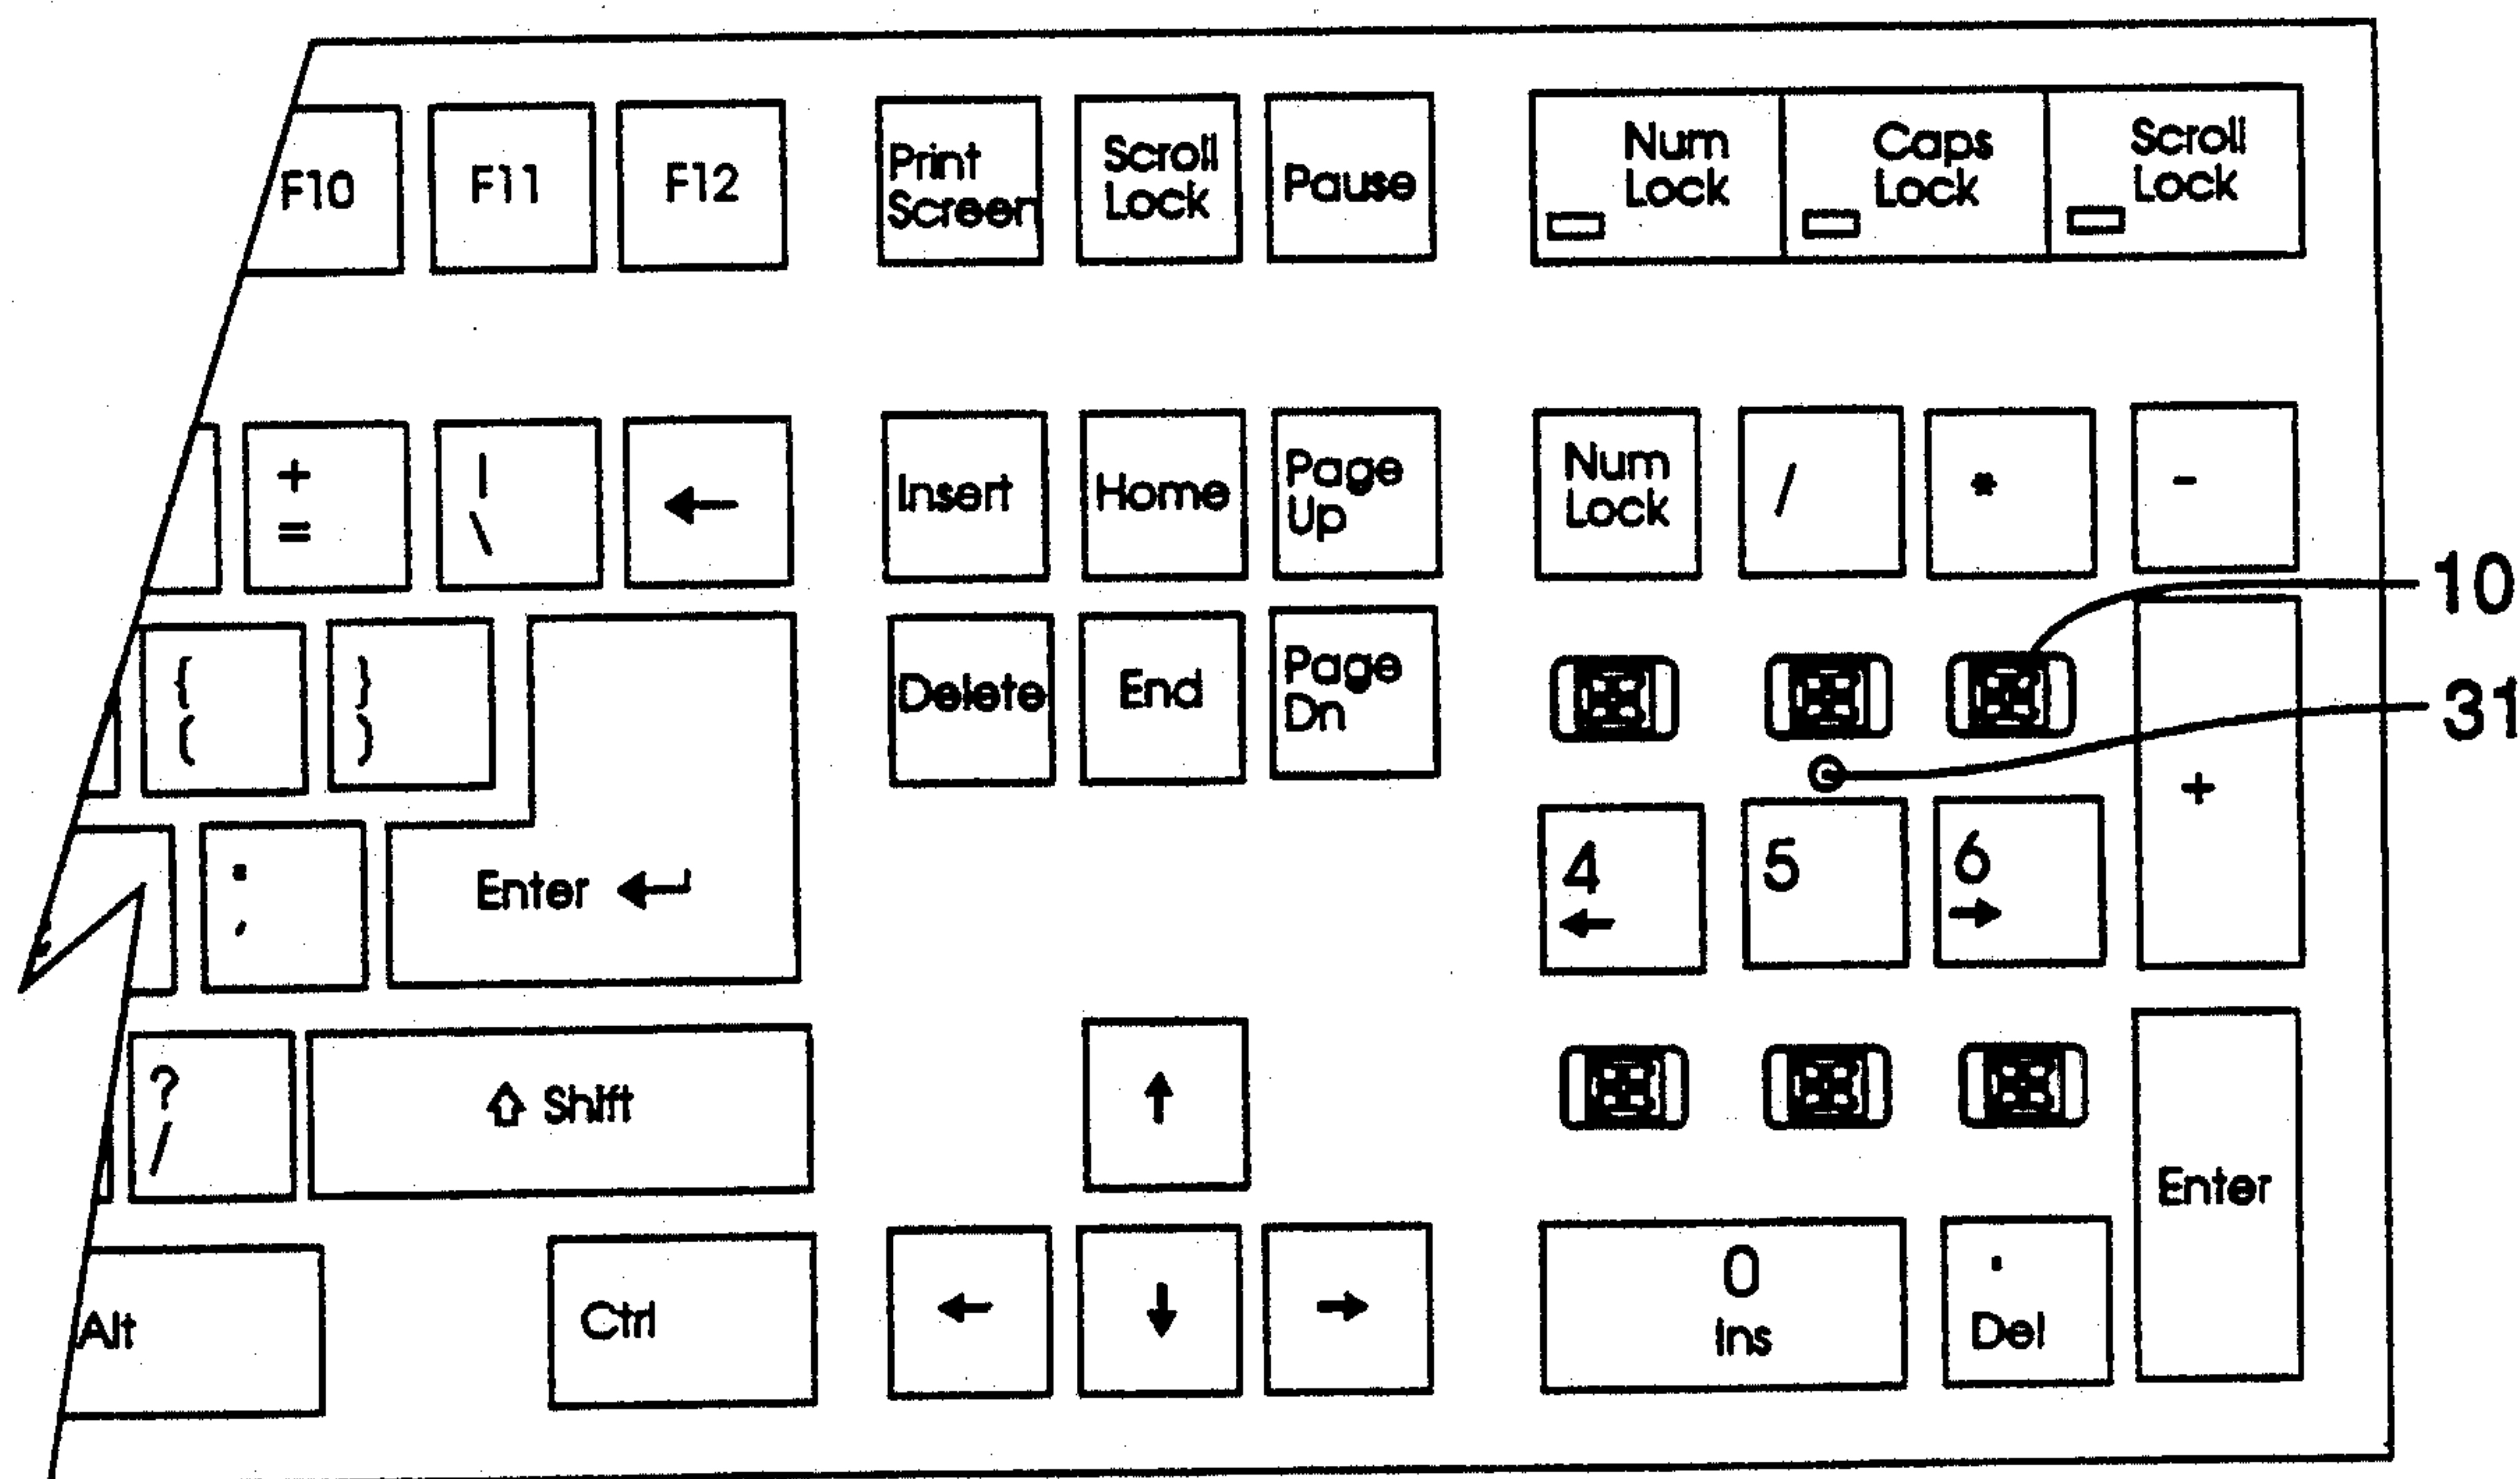 F10
F11
F12
Print
Screen
Scroll
Lock
Pause
Num
Lock
Caps
Lock
Scroll
Lock
+
=
|
\
←
Insert
Home
Page
Up
Num
Lock
/
*
-
10
{
(
}
)
Delete
End
Page
Dn
31
+
:
,
Enter ↵
4
←
5
6
→
?
/
⇧ Shift
↑
Enter
Alt
Ctrl
←
↓
→
0
Ins
.
Del